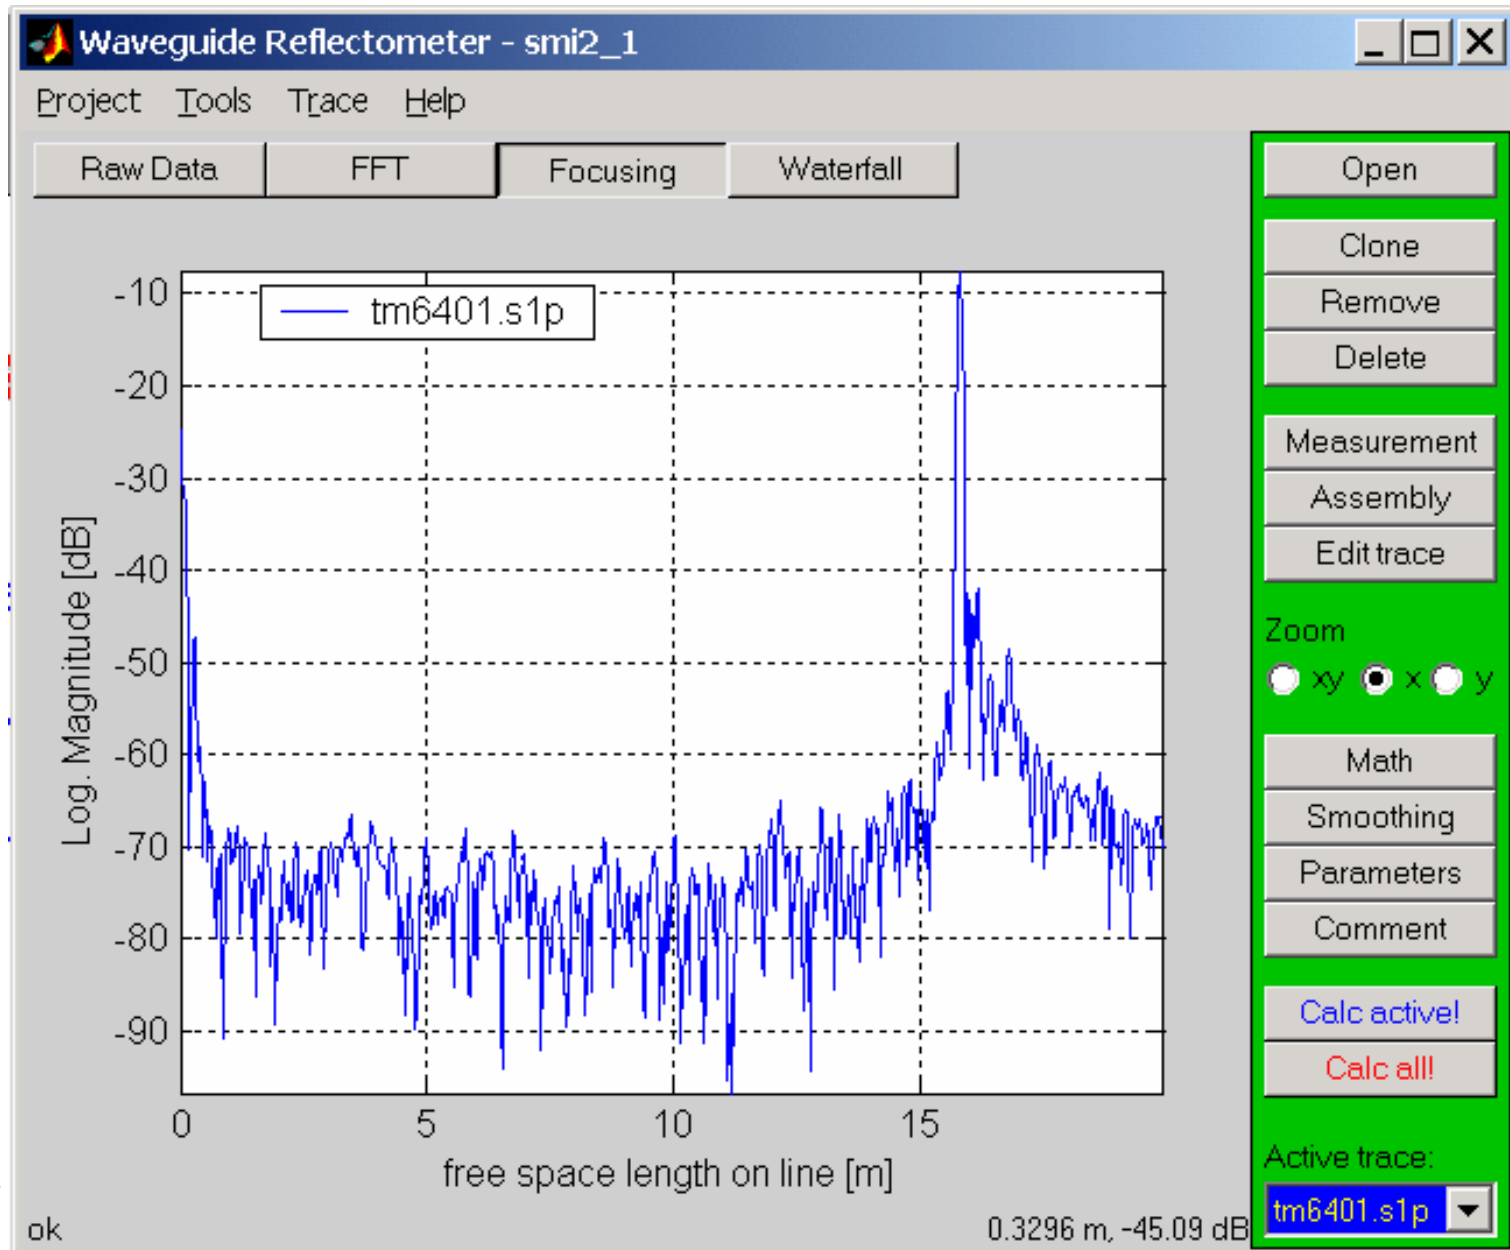 Waveguide Reflectometer - smi2_1
Project Tools Trace Help
Raw Data FFT Focusing Waterfall
Open
Clone
Remove
Delete
Measurement
Assembly
Edit trace
Zoom
xy x y
Math
Smoothing
Parameters
Comment
Calc active!
Calc all!
Active trace:
tm6401.s1p
tm6401.s1p
Log. Magnitude [dB]
-10
-20
-30
-40
-50
-60
-70
-80
-90
0 5 10 15
free space length on line [m]
ok 0.3296 m, -45.09 dB